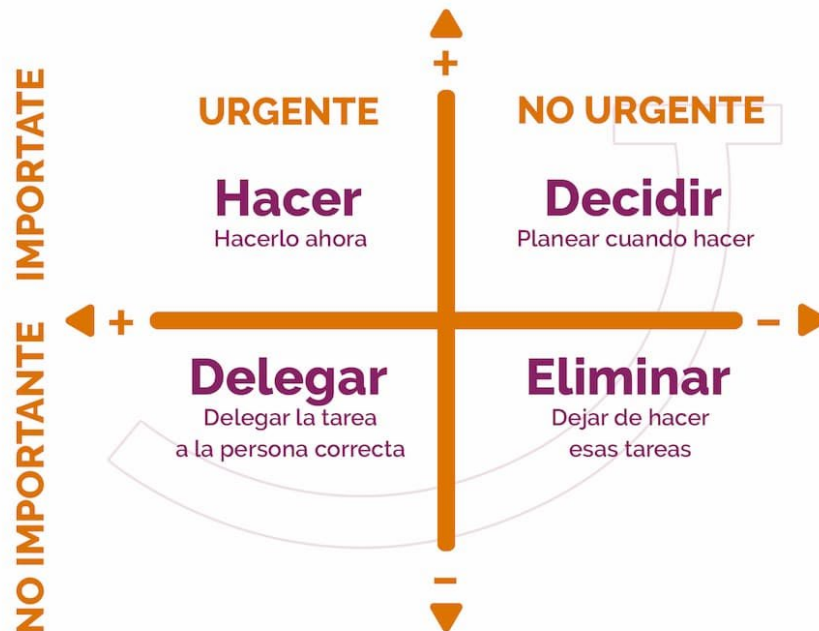 +
URGENTE
NO URGENTE
IMPORTATE
Hacer
Hacerlo ahora
Decidir
Planear cuando hacer
+
-
NO IMPORTANTE
Delegar
Delegar la tarea
a la persona correcta
Eliminar
Dejar de hacer
esas tareas
-